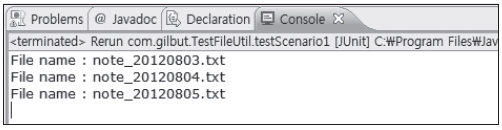 Problems @ Javadoc Declaration Console
<terminated> Rerun com.gilbut.TestFileUtil.testScenario1 [JUnit] C:₩Program Files₩Jav
File name : note_20120803.txt
File name : note_20120804.txt
File name : note_20120805.txt